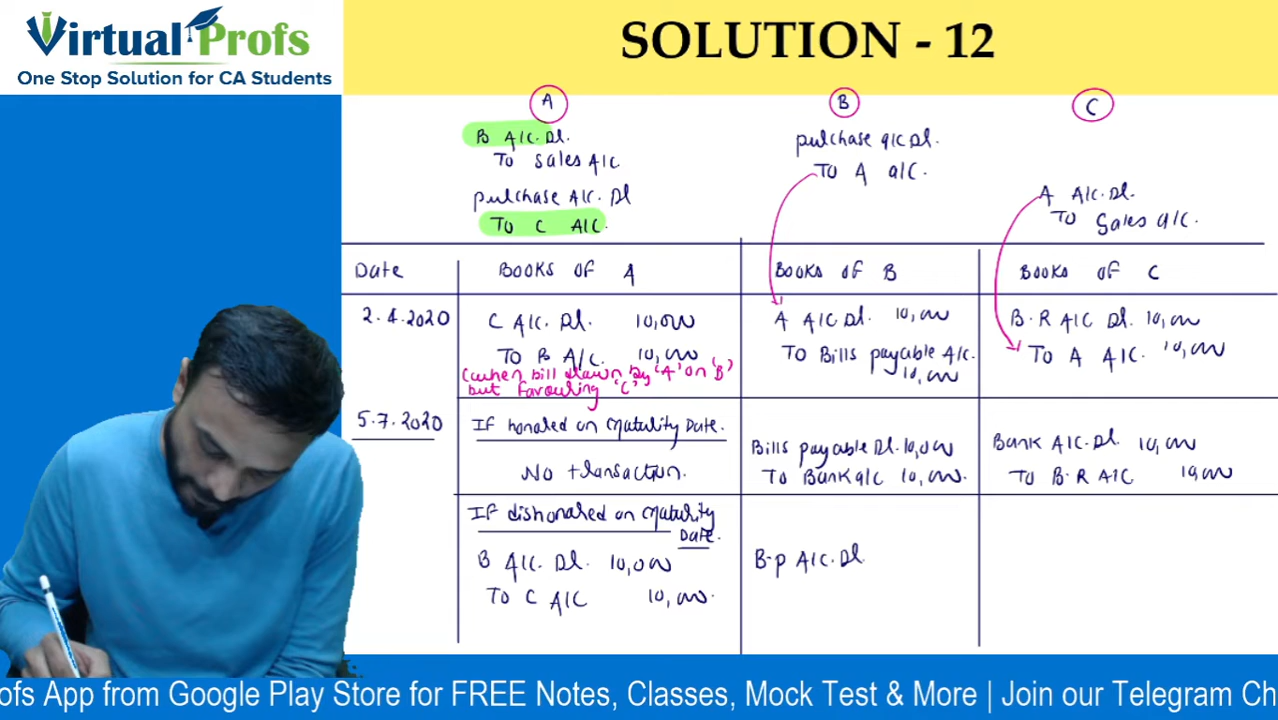 Virtual Profs
One Stop Solution for CA Students
SOLUTION - 12
A
B A/C. Dr.
To Sales A/C
purchase A/C. Dr
To C A/C.
B
purchase a/c Dr.
To A a/c.
C
A A/C. Dr.
To Sales a/c.
Date
BOOKS OF A
BOOKS OF B
BOOKS OF C
2.4.2020
C A/C. Dr. 10,000
To B A/C. 10,000
(when bill drawn by 'A' on 'B'
but favouring 'C'
A A/C Dr. 10,000
To Bills payable A/C.
10,000
B.R A/C Dr. 10,000
To A A/C. 10,000
5.7.2020
If honored on Maturity Date.
No transaction.
Bills payable Dr. 10,000
To Bank a/c 10,000.
Bank A/C. Dr. 10,000
To B.R A/C 10,000
If dishonored on Maturity
Date.
B A/C. Dr. 10,000
To C A/C 10,000.
B.p A/C. Dr.
ofs App from Google Play Store for FREE Notes, Classes, Mock Test & More | Join our Telegram Ch